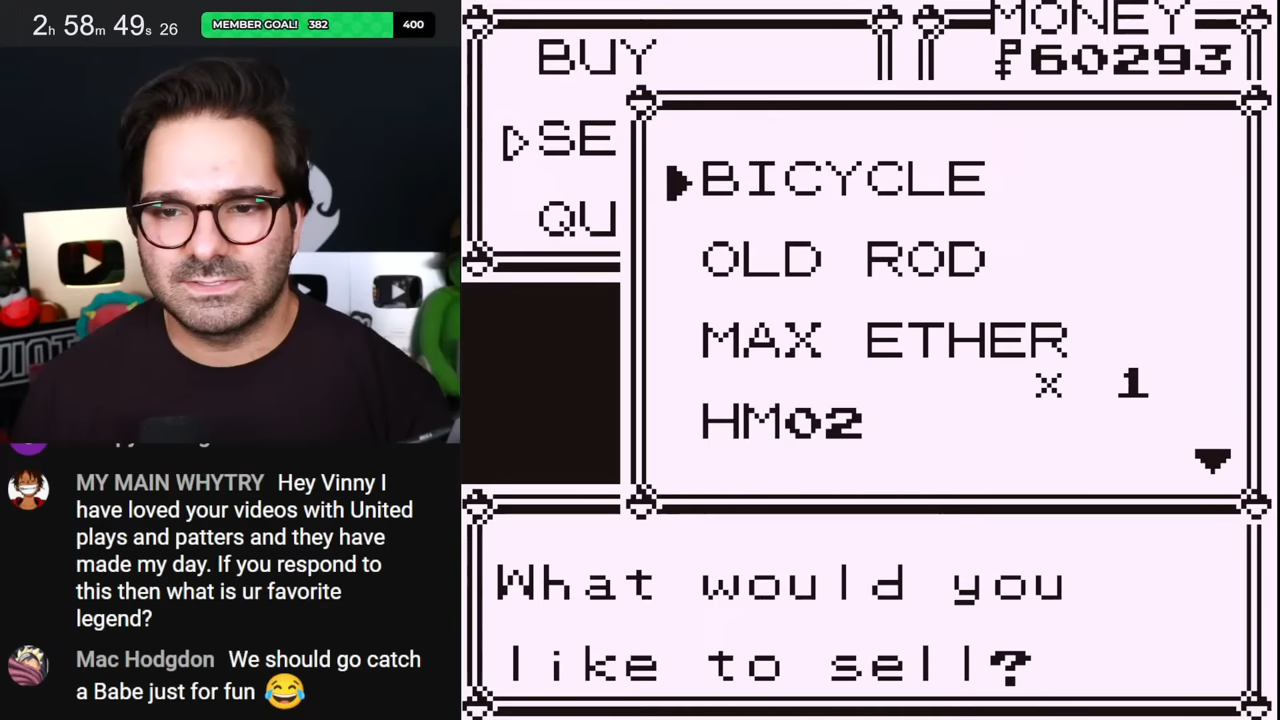 2h 58m 49s 26
MEMBER GOAL! 382
400
BUY
SE
QU
MONEY
₽60293
BICYCLE
OLD ROD
MAX ETHER
× 1
HM02
What would you
like to sell?
MY MAIN WHYTRY Hey Vinny I
have loved your videos with United
plays and patters and they have
made my day. If you respond to
this then what is ur favorite
legend?
Mac Hodgdon We should go catch
a Babe just for fun 😂